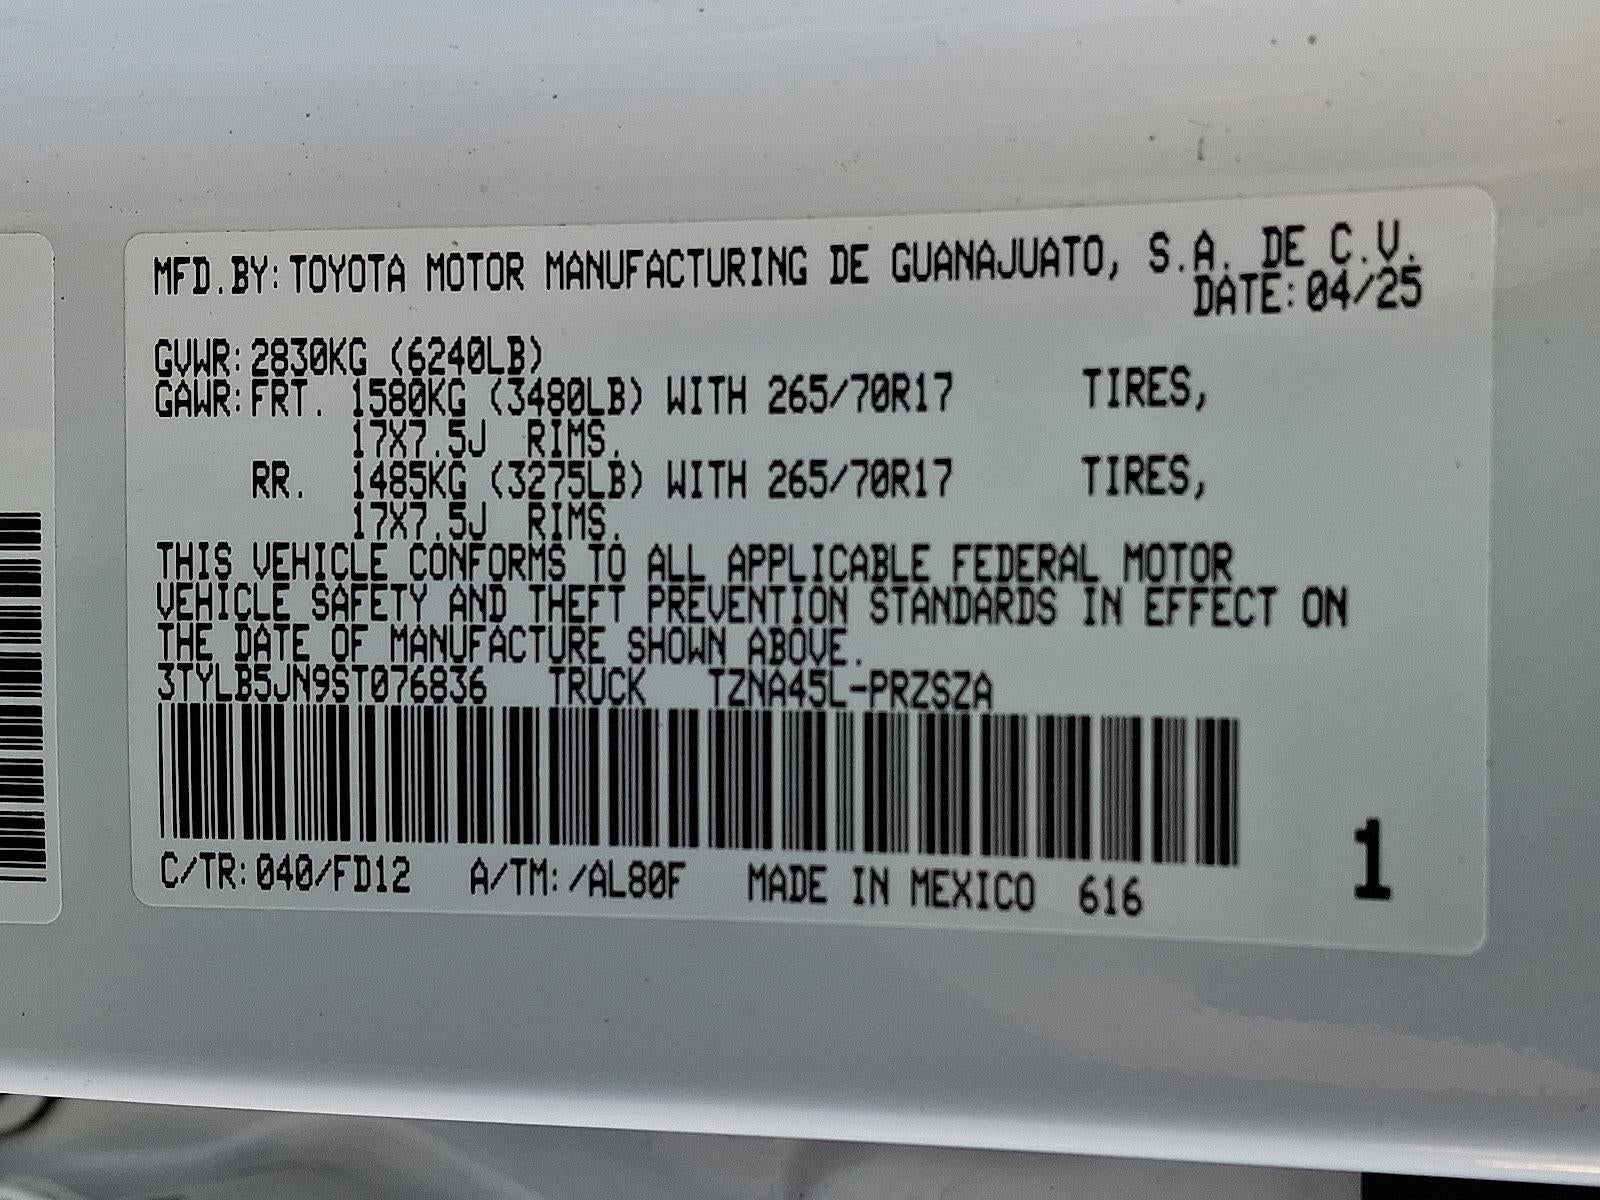 MFD.BY: TOYOTA MOTOR MANUFACTURING DE GUANAJUATO, S.A. DE C.V.
DATE: 04/25
GVWR: 2830KG (6240LB)
GAWR: FRT. 1580KG (3480LB) WITH 265/70R17 TIRES,
17X7.5J RIMS.
RR. 1485KG (3275LB) WITH 265/70R17 TIRES,
17X7.5J RIMS.
THIS VEHICLE CONFORMS TO ALL APPLICABLE FEDERAL MOTOR
VEHICLE SAFETY AND THEFT PREVENTION STANDARDS IN EFFECT ON
THE DATE OF MANUFACTURE SHOWN ABOVE.
3TYLB5JN9ST076836 TRUCK TZNA45L-PRZSZA
C/TR: 040/FD12 A/TM: /AL80F MADE IN MEXICO 616
1